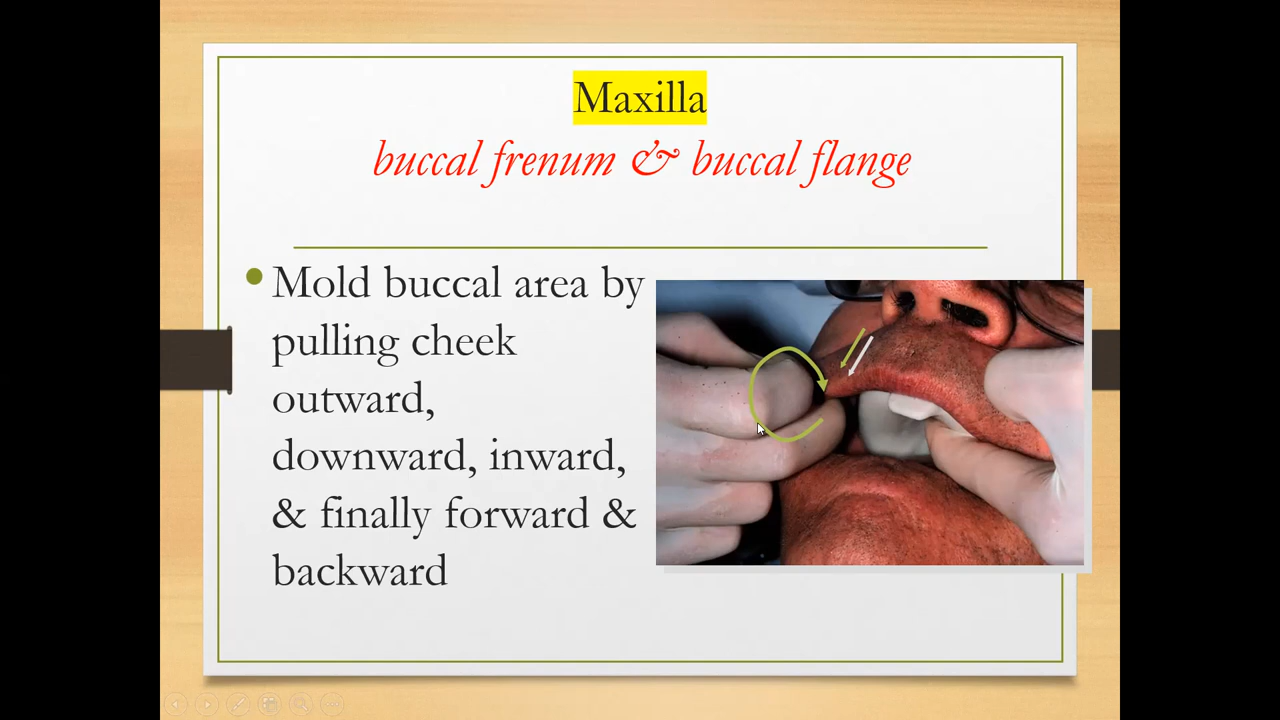 Maxilla
buccal frenum & buccal flange
Mold buccal area by
pulling cheek
outward,
downward, inward,
& finally forward &
backward